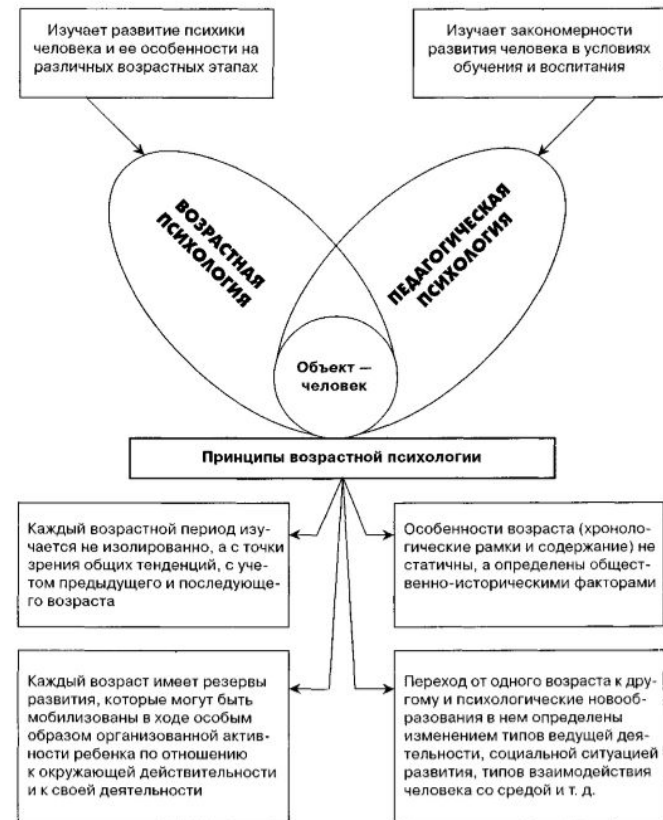 Изучает развитие психики
человека и ее особенности на
различных возрастных этапах
Изучает закономерности
развития человека в условиях
обучения и воспитания
ВОЗРАСТНАЯ
ПСИХОЛОГИЯ
ПЕДАГОГИЧЕСКАЯ
ПСИХОЛОГИЯ
Объект —
человек
Принципы возрастной психологии
Каждый возрастной период изу-
чается не изолированно, а с точки
зрения общих тенденций, с уче-
том предыдущего и последующе-
го возраста
Особенности возраста (хроноло-
гические рамки и содержание) не
статичны, а определены общест-
венно-историческими факторами
Каждый возраст имеет резервы
развития, которые могут быть
мобилизованы в ходе особым
образом организованной актив-
ности ребенка по отношению
к окружающей действительности
и к своей деятельности
Переход от одного возраста к дру-
гому и психологические новооб-
разования в нем определены
изменением типов ведущей дея-
тельности, социальной ситуацией
развития, типов взаимодействия
человека со средой и т. д.